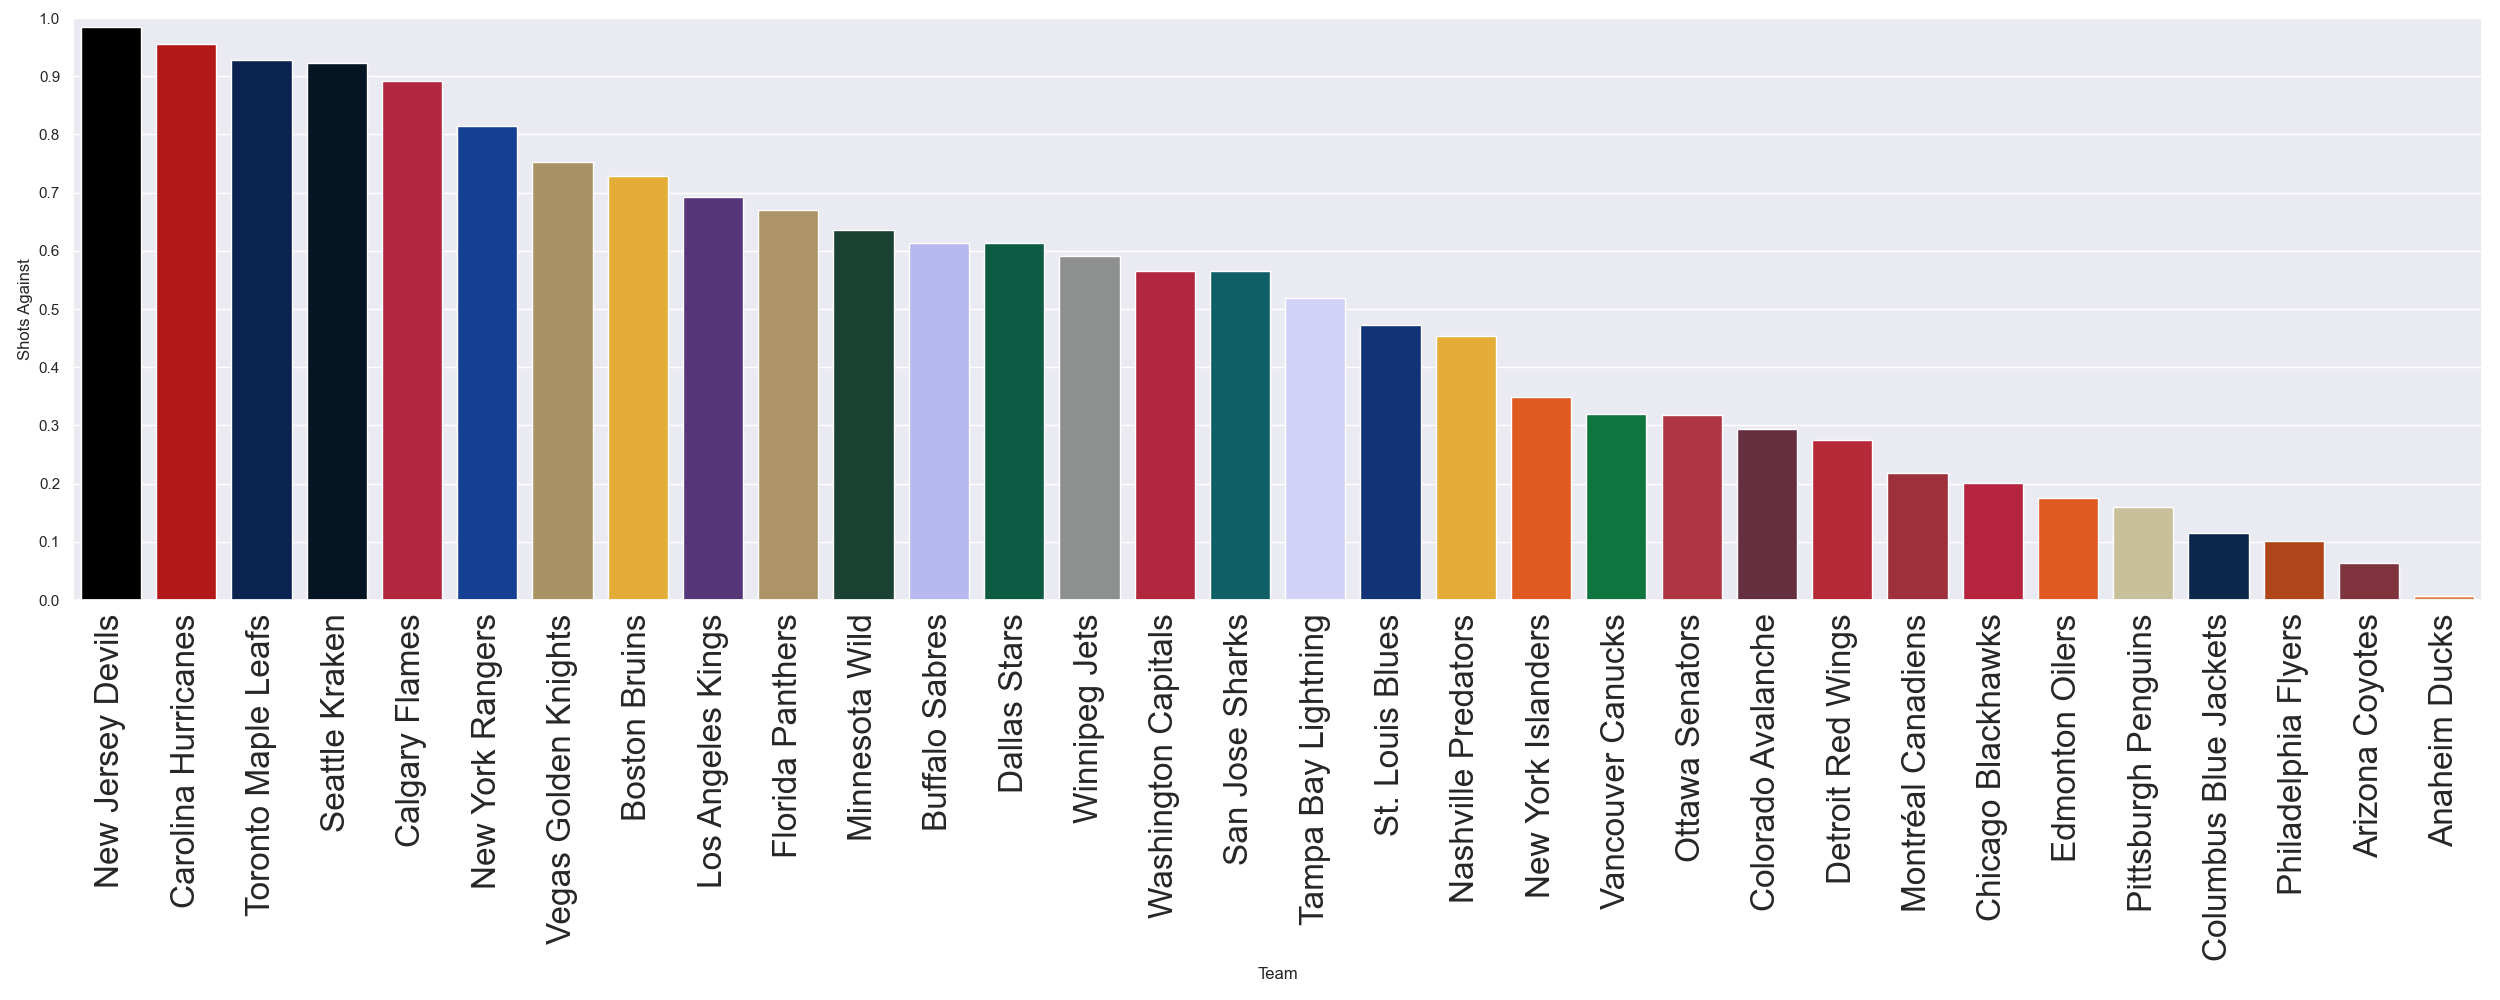 1.0
0.9
0.8
0.7
0.6
0.5
0.4
0.3
0.2
0.1
0.0
Shots Against
New Jersey Devils
Carolina Hurricanes
Toronto Maple Leafs
Seattle Kraken
Calgary Flames
New York Rangers
Vegas Golden Knights
Boston Bruins
Los Angeles Kings
Florida Panthers
Minnesota Wild
Buffalo Sabres
Dallas Stars
Winnipeg Jets
Washington Capitals
San Jose Sharks
Tampa Bay Lightning
St. Louis Blues
Nashville Predators
New York Islanders
Vancouver Canucks
Ottawa Senators
Colorado Avalanche
Detroit Red Wings
Montréal Canadiens
Chicago Blackhawks
Edmonton Oilers
Pittsburgh Penguins
Columbus Blue Jackets
Philadelphia Flyers
Arizona Coyotes
Anaheim Ducks
Team